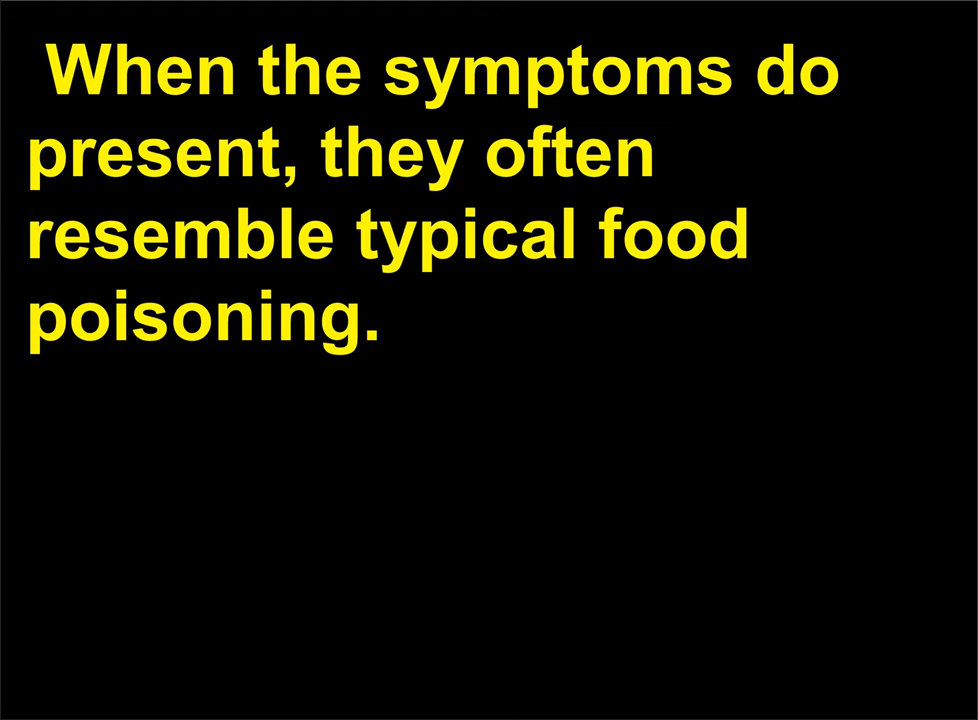 When the symptoms do
present, they often
resemble typical food
poisoning.